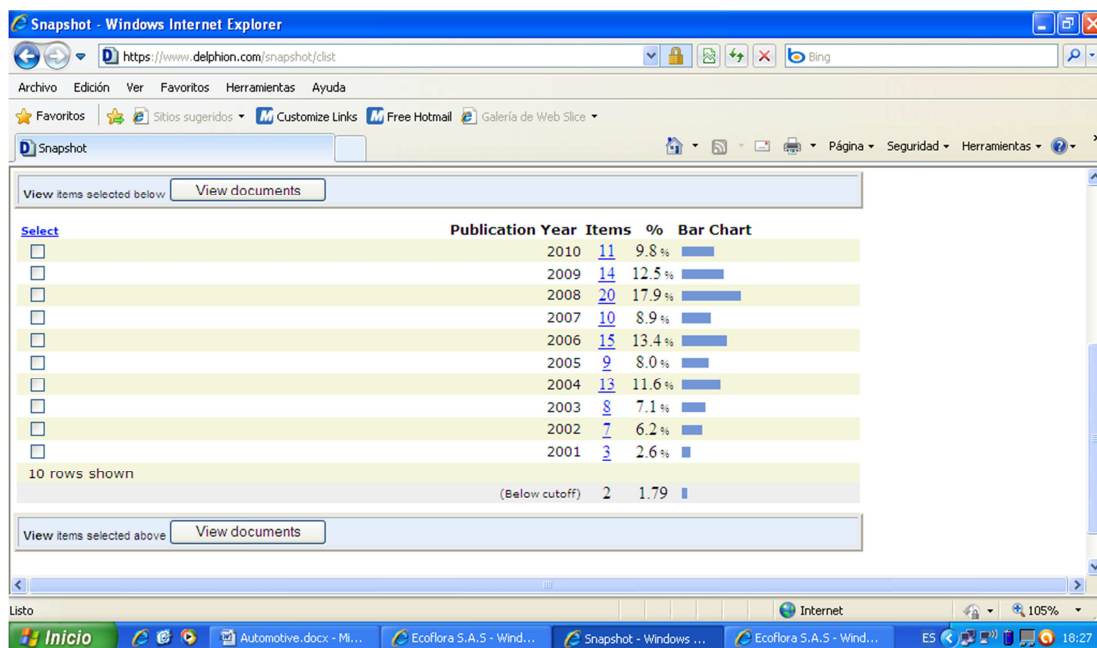 Snapshot - Windows Internet Explorer
https://www.delphion.com/snapshot/clist
Bing
Archivo Edición Ver Favoritos Herramientas Ayuda
Favoritos Sitios sugeridos Customize Links Free Hotmail Galería de Web Slice
Snapshot Página Seguridad Herramientas
View items selected below View documents
Select Publication Year Items % Bar Chart
2010 11 9.8 %
2009 14 12.5 %
2008 20 17.9 %
2007 10 8.9 %
2006 15 13.4 %
2005 9 8.0 %
2004 13 11.6 %
2003 8 7.1 %
2002 7 6.2 %
2001 3 2.6 %
10 rows shown
(Below cutoff) 2 1.79
View items selected above View documents
Listo Internet 105%
Inicio Automotive.docx - Mi... Ecoflora S.A.S - Wind... Snapshot - Windows ... Ecoflora S.A.S - Wind... ES 18:27